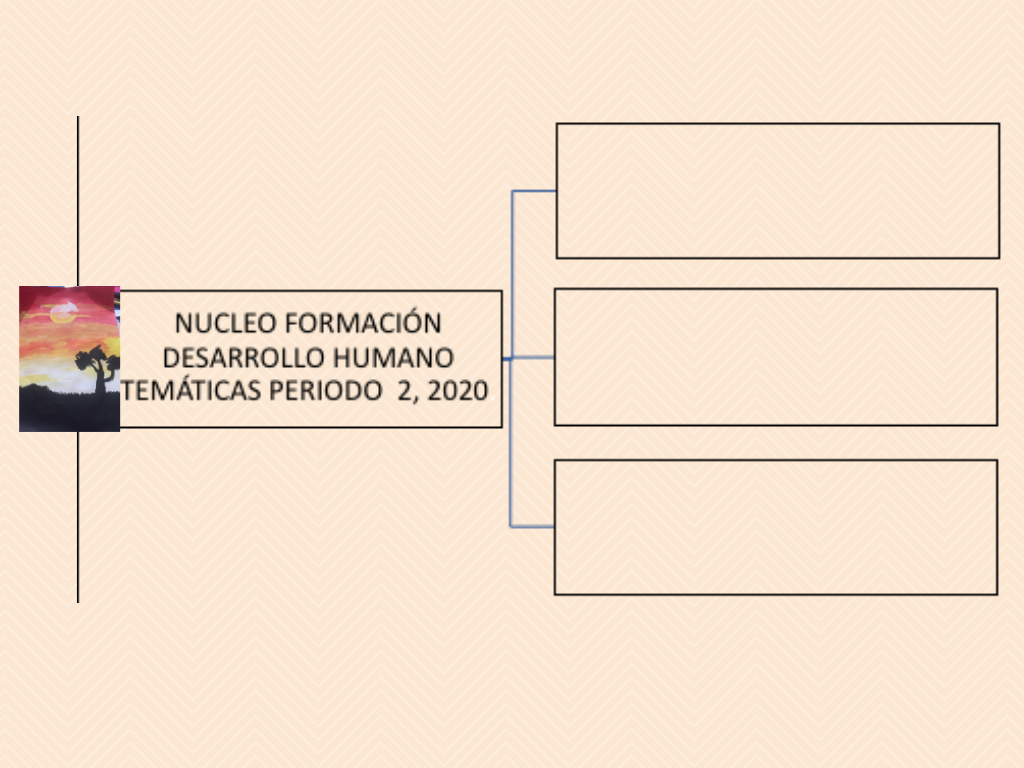 NUCLEO FORMACIÓN
DESARROLLO HUMANO
TEMÁTICAS PERIODO 2, 2020